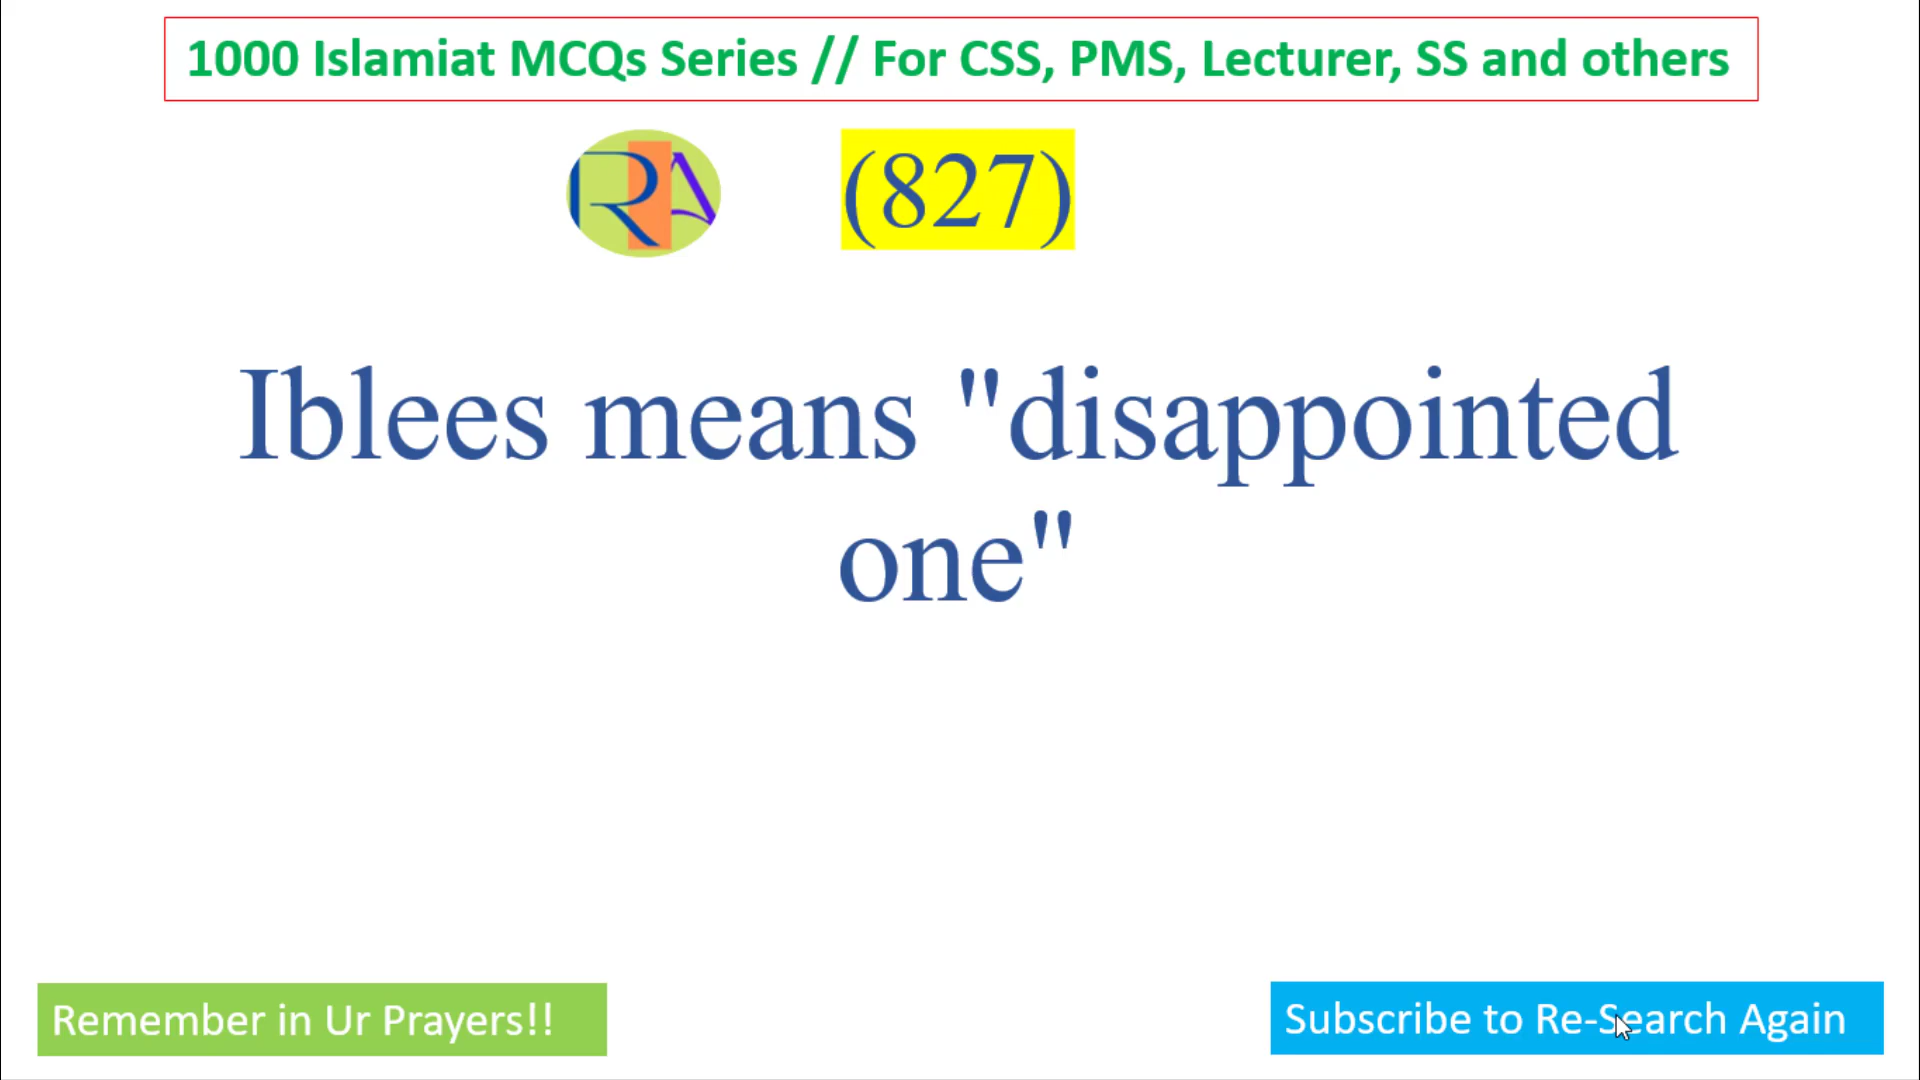 1000 Islamiat MCQs Series // For CSS, PMS, Lecturer, SS and others
RA
(827)
Iblees means "disappointed
one"
Remember in Ur Prayers!!
Subscribe to Re-Search Again